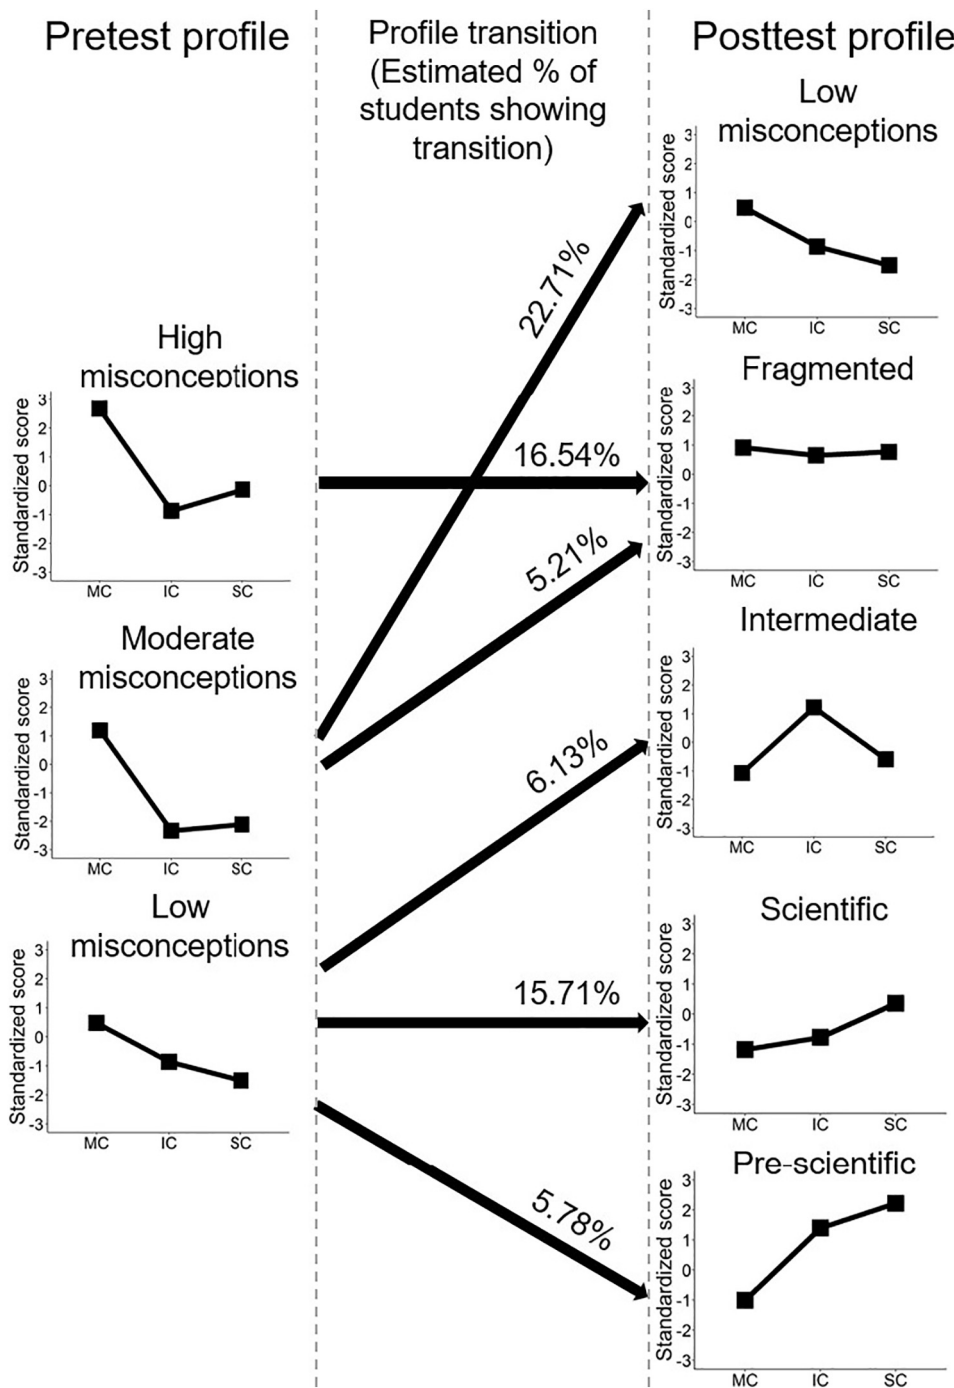 Pretest profile
Profile transition
(Estimated % of
students showing
transition)
Posttest profile
High
misconceptions
Standardized score
3
2
1
0
-1
-2
-3
MC IC SC
Moderate
misconceptions
Standardized score
3
2
1
0
-1
-2
-3
MC IC SC
Low
misconceptions
Standardized score
3
2
1
0
-1
-2
-3
MC IC SC
22.71%
16.54%
5.21%
6.13%
15.71%
5.78%
Low
misconceptions
Standardized score
3
2
1
0
-1
-2
-3
MC IC SC
Fragmented
Standardized score
3
2
1
0
-1
-2
-3
MC IC SC
Intermediate
Standardized score
3
2
1
0
-1
-2
-3
MC IC SC
Scientific
Standardized score
3
2
1
0
-1
-2
-3
MC IC SC
Pre-scientific
Standardized score
3
2
1
0
-1
-2
-3
MC IC SC